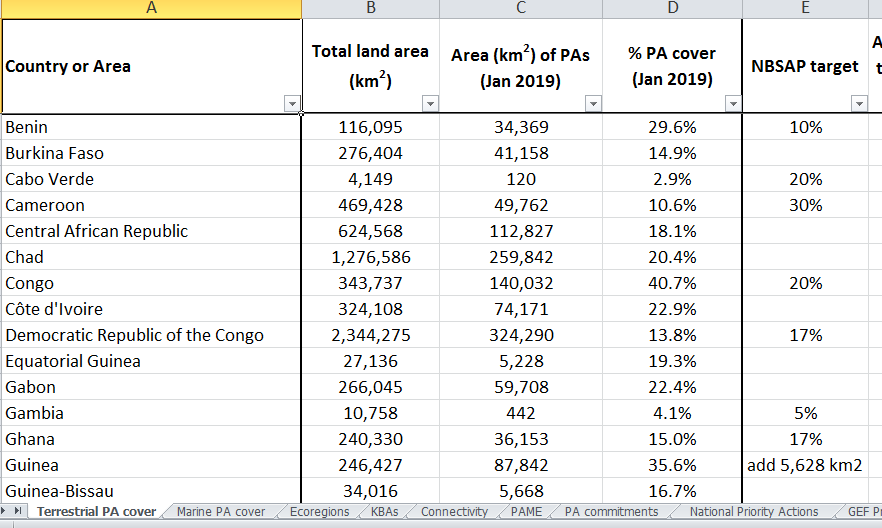 A B C D E
Country or Area Total land area (km²) Area (km²) of PAs (Jan 2019) % PA cover (Jan 2019) NBSAP target
Benin 116,095 34,369 29.6% 10%
Burkina Faso 276,404 41,158 14.9%
Cabo Verde 4,149 120 2.9% 20%
Cameroon 469,428 49,762 10.6% 30%
Central African Republic 624,568 112,827 18.1%
Chad 1,276,586 259,842 20.4%
Congo 343,737 140,032 40.7% 20%
Côte d'Ivoire 324,108 74,171 22.9%
Democratic Republic of the Congo 2,344,275 324,290 13.8% 17%
Equatorial Guinea 27,136 5,228 19.3%
Gabon 266,045 59,708 22.4%
Gambia 10,758 442 4.1% 5%
Ghana 240,330 36,153 15.0% 17%
Guinea 246,427 87,842 35.6% add 5,628 km2
Guinea-Bissau 34,016 5,668 16.7%
Terrestrial PA cover Marine PA cover Ecoregions KBAs Connectivity PAME PA commitments National Priority Actions GEF